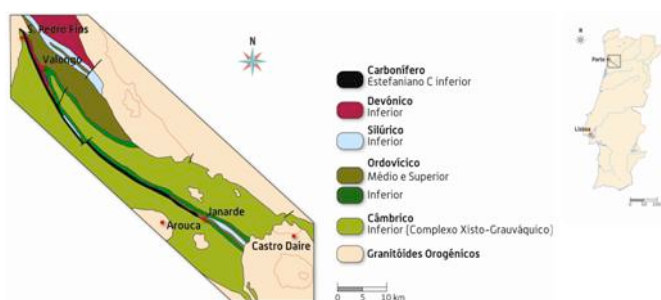 S. Pedro Fins
Valongo
Arouca
Janarde
Castro Daire
N
Carbonífero
Estefaniano C inferior
Devónico
Inferior
Silúrico
Inferior
Ordovícico
Médio e Superior
Inferior
Câmbrico
Inferior (Complexo Xisto-Grauváquico)
Granitóides Orogénicos
0 5 10 km
Porto
Lisboa